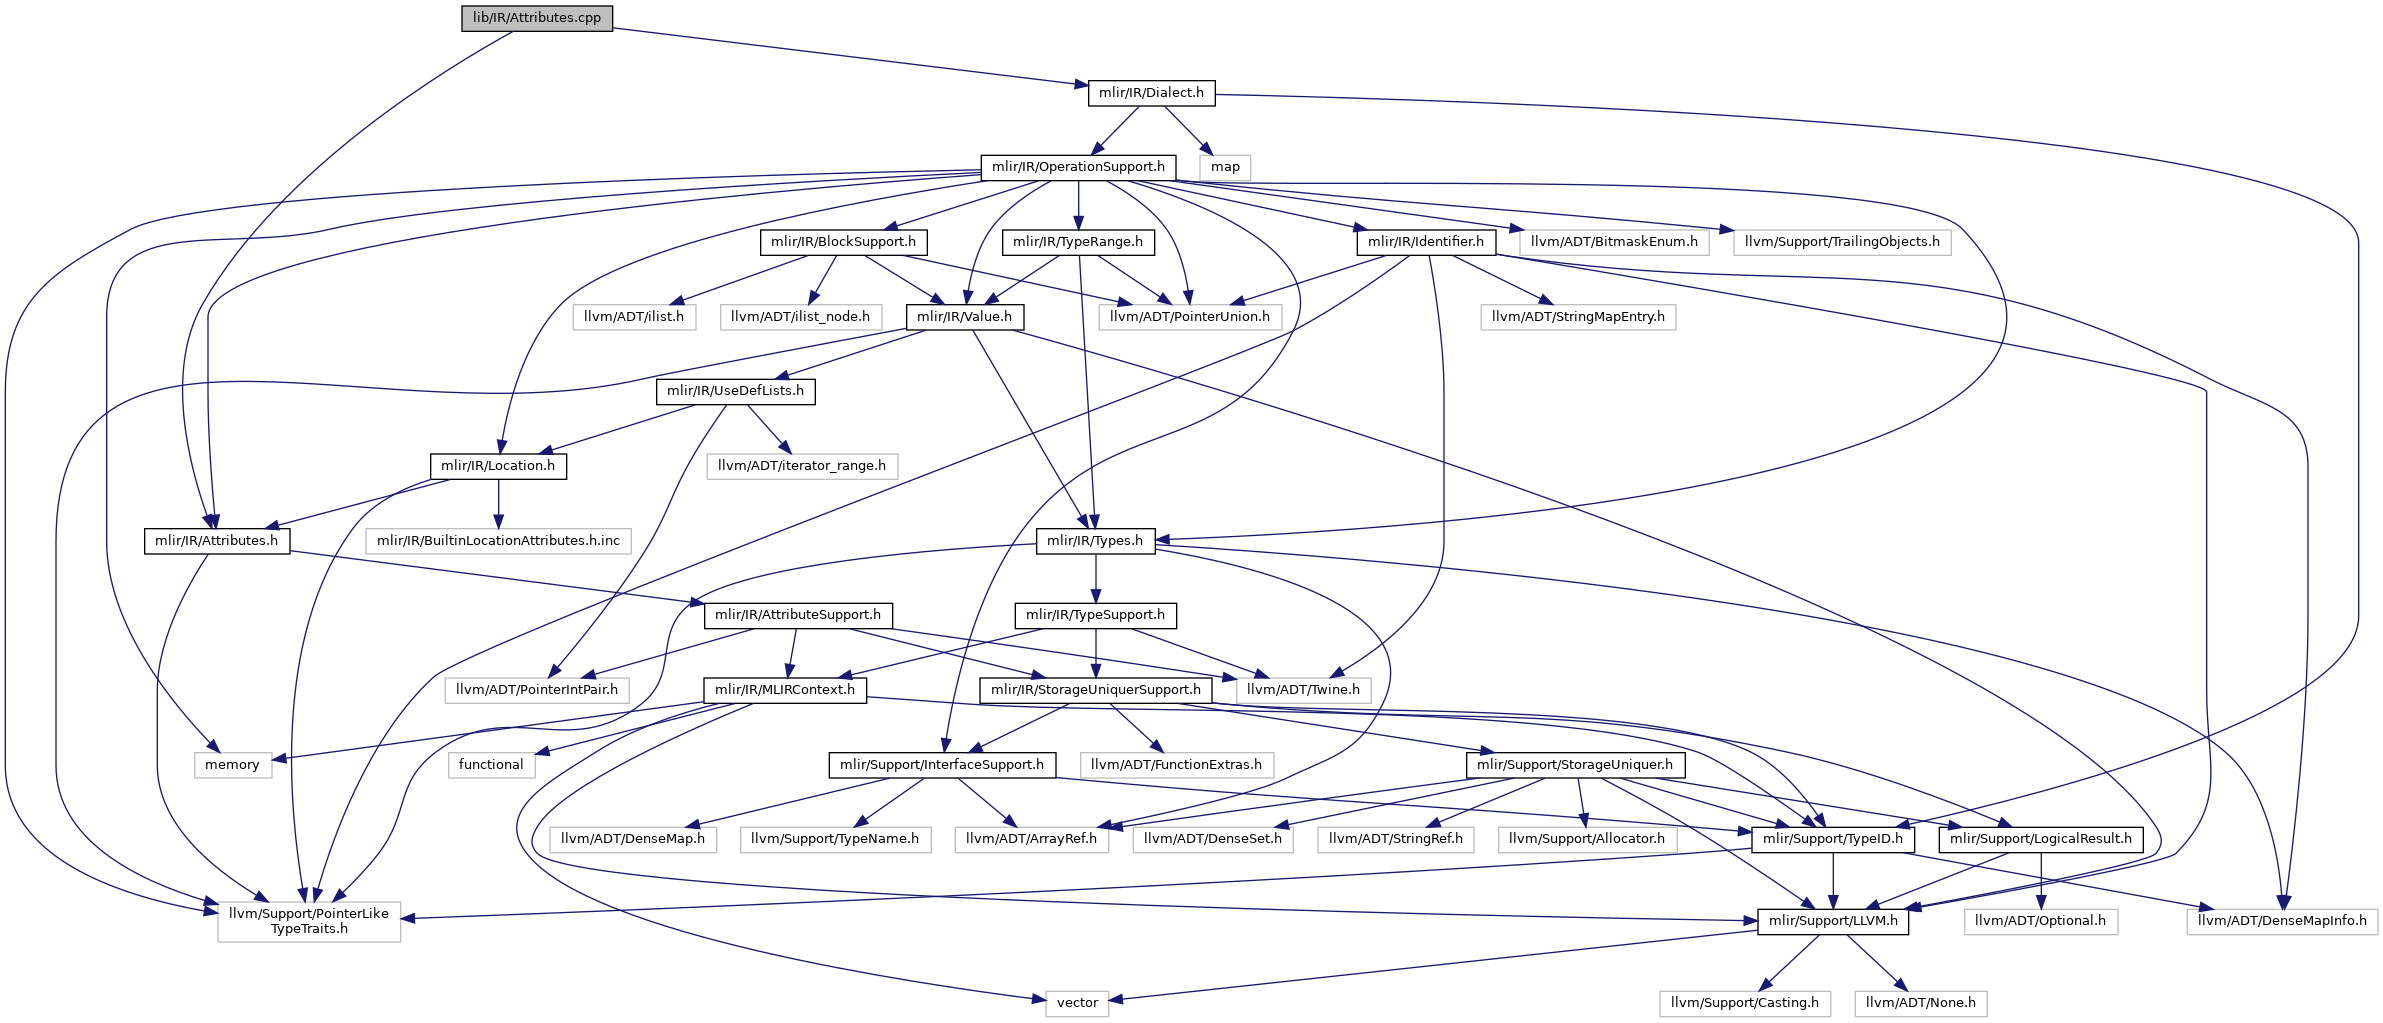 lib/IR/Attributes.cpp
mlir/IR/Dialect.h
mlir/IR/OperationSupport.h
map
mlir/IR/BlockSupport.h
mlir/IR/TypeRange.h
mlir/IR/Identifier.h
llvm/ADT/BitmaskEnum.h
llvm/Support/TrailingObjects.h
llvm/ADT/ilist.h
llvm/ADT/ilist_node.h
mlir/IR/Value.h
llvm/ADT/PointerUnion.h
llvm/ADT/StringMapEntry.h
mlir/IR/UseDefLists.h
mlir/IR/Location.h
llvm/ADT/iterator_range.h
mlir/IR/Attributes.h
mlir/IR/BuiltinLocationAttributes.h.inc
mlir/IR/Types.h
mlir/IR/AttributeSupport.h
mlir/IR/TypeSupport.h
llvm/ADT/PointerIntPair.h
mlir/IR/MLIRContext.h
mlir/IR/StorageUniquerSupport.h
llvm/ADT/Twine.h
memory
functional
mlir/Support/InterfaceSupport.h
llvm/ADT/FunctionExtras.h
mlir/Support/StorageUniquer.h
llvm/ADT/DenseMap.h
llvm/Support/TypeName.h
llvm/ADT/ArrayRef.h
llvm/ADT/DenseSet.h
llvm/ADT/StringRef.h
llvm/Support/Allocator.h
mlir/Support/TypeID.h
mlir/Support/LogicalResult.h
llvm/Support/PointerLike
TypeTraits.h
mlir/Support/LLVM.h
llvm/ADT/Optional.h
llvm/ADT/DenseMapInfo.h
vector
llvm/Support/Casting.h
llvm/ADT/None.h